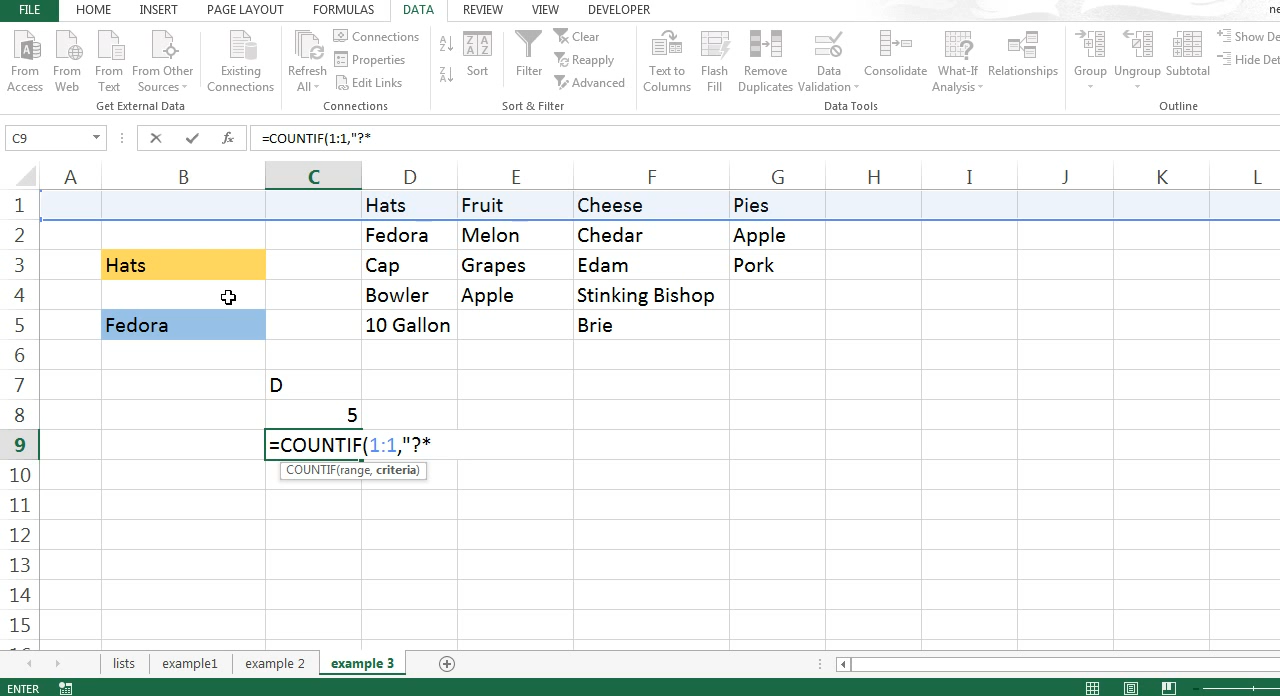 FILE HOME INSERT PAGE LAYOUT FORMULAS DATA REVIEW VIEW DEVELOPER ne
Connections Clear Show De
Properties Reapply Hide Det
Edit Links Advanced
From Access From Web From Text From Other Sources Existing Connections Refresh All Sort Filter Text to Columns Flash Fill Remove Duplicates Data Validation Consolidate What-If Analysis Relationships Group Ungroup Subtotal
Get External Data Connections Sort & Filter Data Tools Outline
C9 fx =COUNTIF(1:1,"?*
A B C D E F G H I J K L
1 Hats Fruit Cheese Pies
2 Fedora Melon Chedar Apple
3 Hats Cap Grapes Edam Pork
4 Bowler Apple Stinking Bishop
5 Fedora 10 Gallon Brie
6
7 D
8 5
9 =COUNTIF(1:1,"?*
COUNTIF(range, criteria)
10
11
12
13
14
15
lists example1 example 2 example 3
ENTER